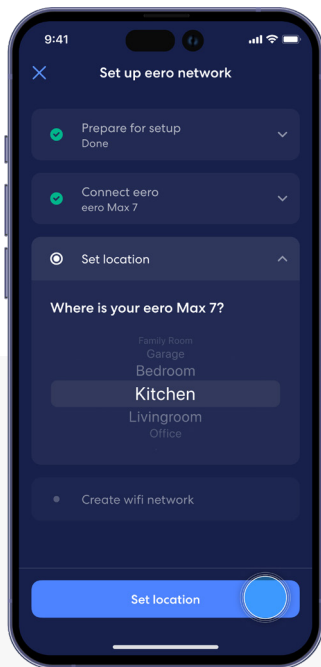 9:41
Set up eero network
Prepare for setup
Done
Connect eero
eero Max 7
Set location
Where is your eero Max 7?
Family Room
Garage
Bedroom
Kitchen
Livingroom
Office
Create wifi network
Set location